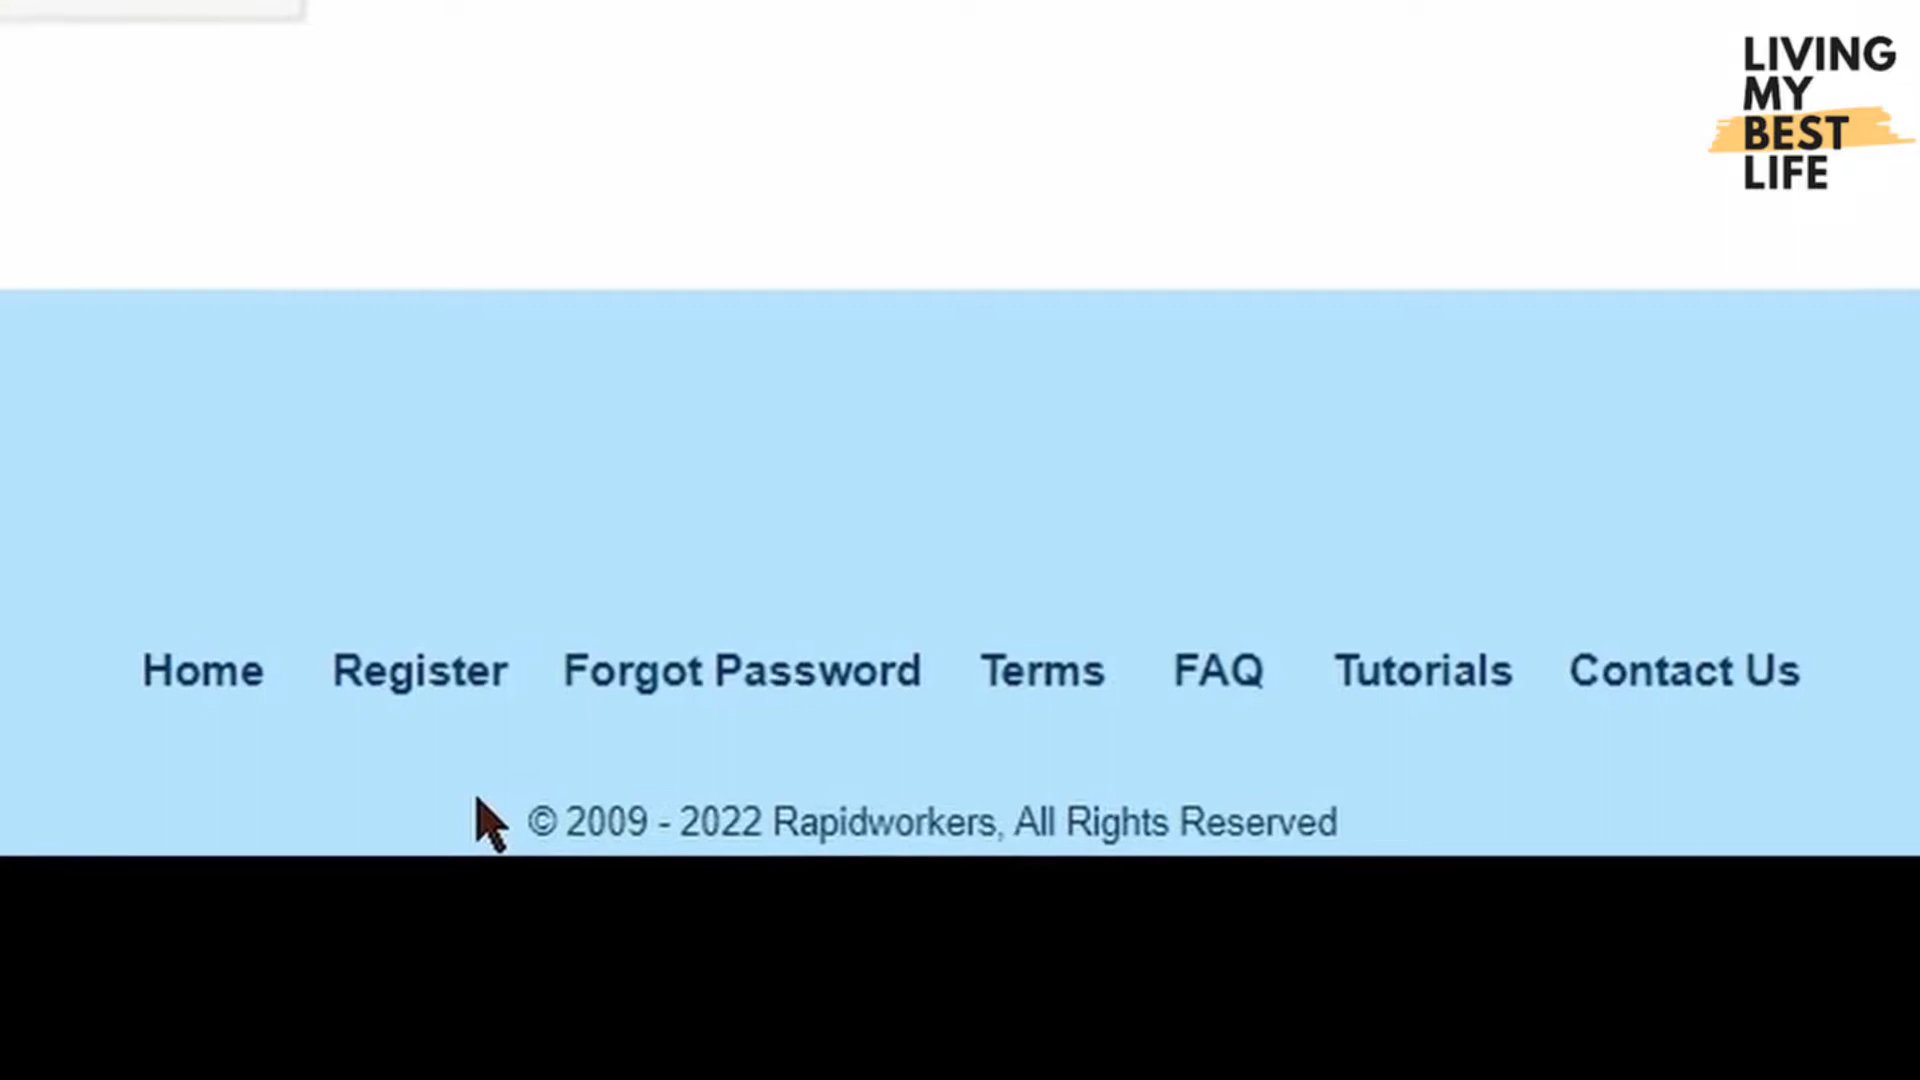 LIVING
MY
BEST
LIFE
Home Register Forgot Password Terms FAQ Tutorials Contact Us
© 2009 - 2022 Rapidworkers, All Rights Reserved